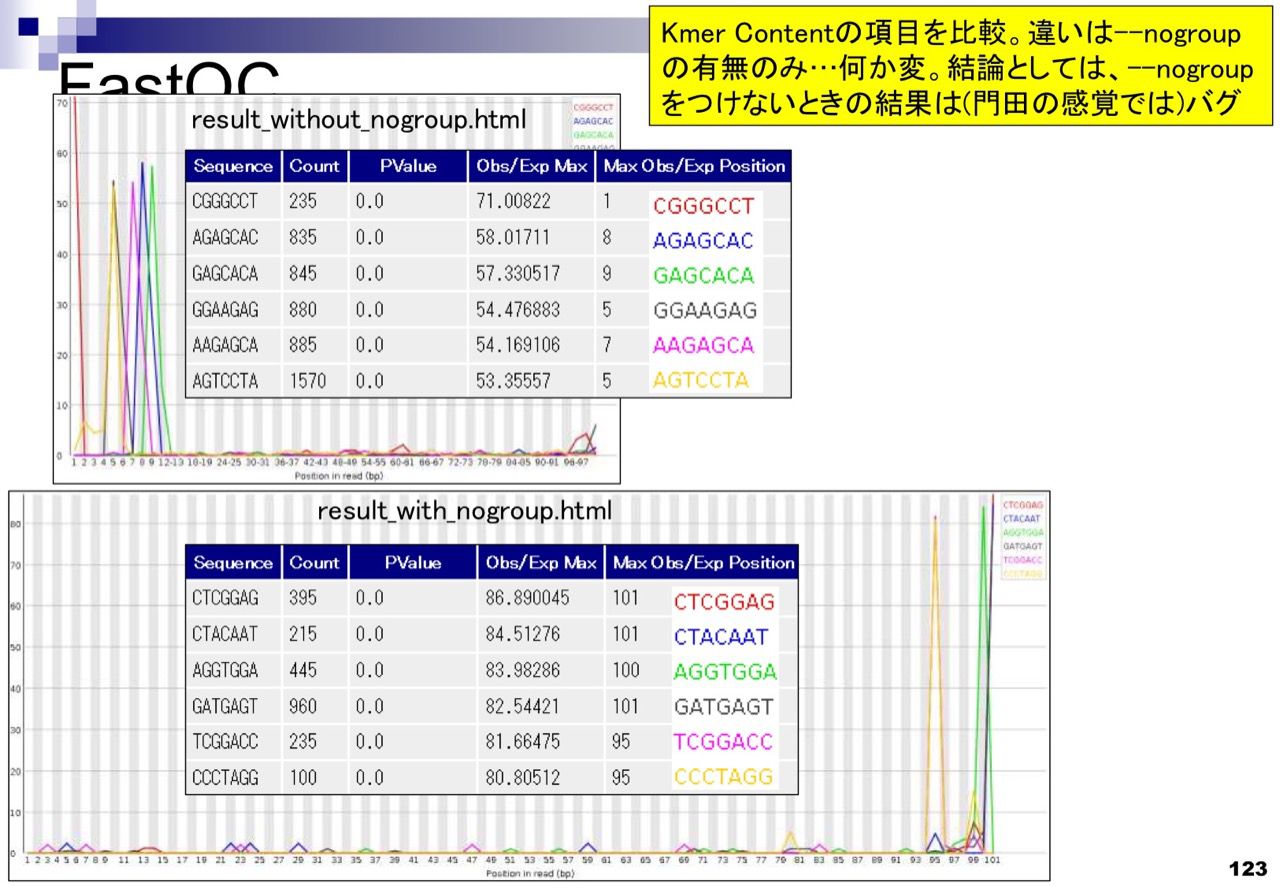 Kmer Contentの項目を比較。違いは--nogroup
の有無のみ…何か変。結論としては、--nogroup
をつけないときの結果は(門田の感覚では)バグ
FastQC
result_without_nogroup.html
CGGGCCT
AGAGCAC
GAGCACA
GGAAGAG
70
60
50
40
30
20
10
0
Sequence Count PValue Obs/Exp Max Max Obs/Exp Position
CGGGCCT 235 0.0 71.00822 1 CGGGCCT
AGAGCAC 835 0.0 58.01711 8 AGAGCAC
GAGCACA 845 0.0 57.330517 9 GAGCACA
GGAAGAG 880 0.0 54.476883 5 GGAAGAG
AAGAGCA 885 0.0 54.169106 7 AAGAGCA
AGTCCTA 1570 0.0 53.35557 5 AGTCCTA
1 2 3 4 5 6 7 8 9 12-13 18-19 24-25 30-31 36-37 42-43 48-49 54-55 60-61 66-67 72-73 78-79 84-85 90-91 96-97
Position in read (bp)
result_with_nogroup.html
CTCGGAG
CTACAAT
AGGTGGA
GATGAGT
TCGGACC
CCCTAGG
80
70
60
50
40
30
20
10
0
Sequence Count PValue Obs/Exp Max Max Obs/Exp Position
CTCGGAG 395 0.0 86.890045 101 CTCGGAG
CTACAAT 215 0.0 84.51276 101 CTACAAT
AGGTGGA 445 0.0 83.98286 100 AGGTGGA
GATGAGT 960 0.0 82.54421 101 GATGAGT
TCGGACC 235 0.0 81.66475 95 TCGGACC
CCCTAGG 100 0.0 80.80512 95 CCCTAGG
1 2 3 4 5 6 7 8 9 11 13 15 17 19 21 23 25 27 29 31 33 35 37 39 41 43 45 47 49 51 53 55 57 59 61 63 65 67 69 71 73 75 77 79 81 83 85 87 89 91 93 95 97 99 101
Position in read (bp)
123